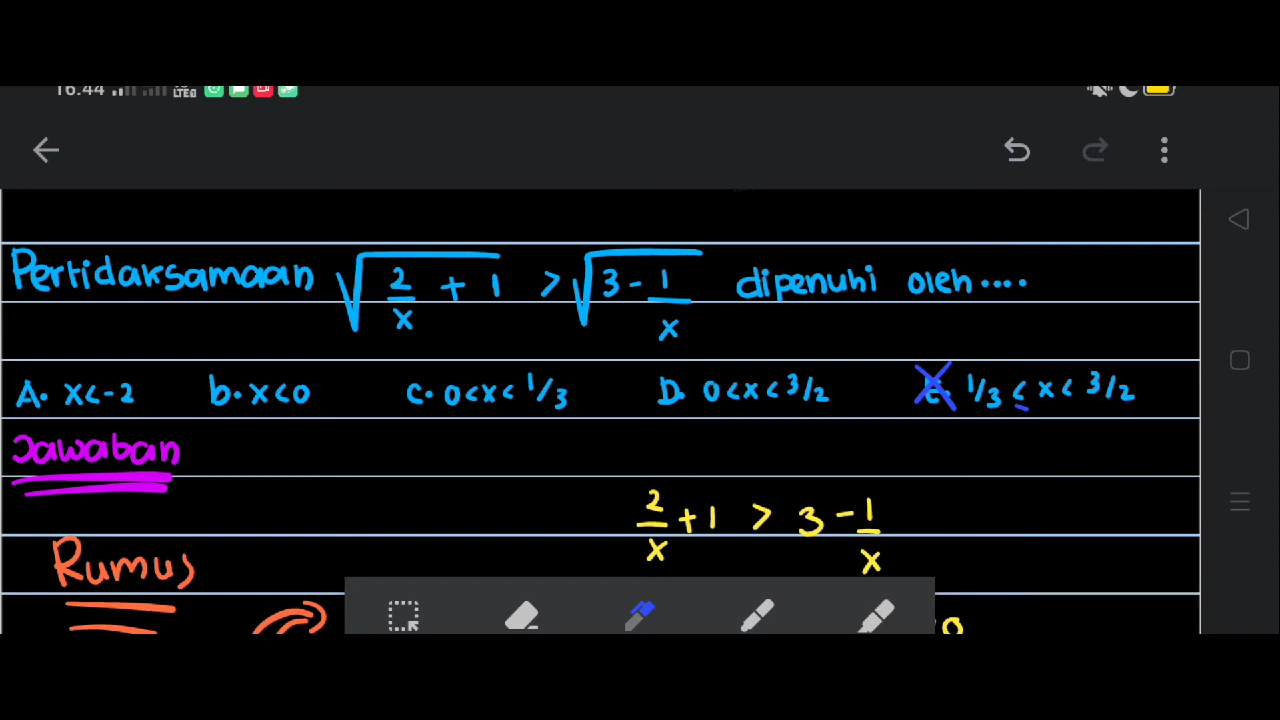 16.44 LTE
Pertidaksamaan √(2/x + 1) > √(3 - 1/x) dipenuhi oleh....
A. x<-2 b. x<0 c. 0<x<1/3 D. 0<x<3/2 E. 1/3 ≤ x < 3/2
Jawaban
2/x + 1 > 3 - 1/x
Rumus